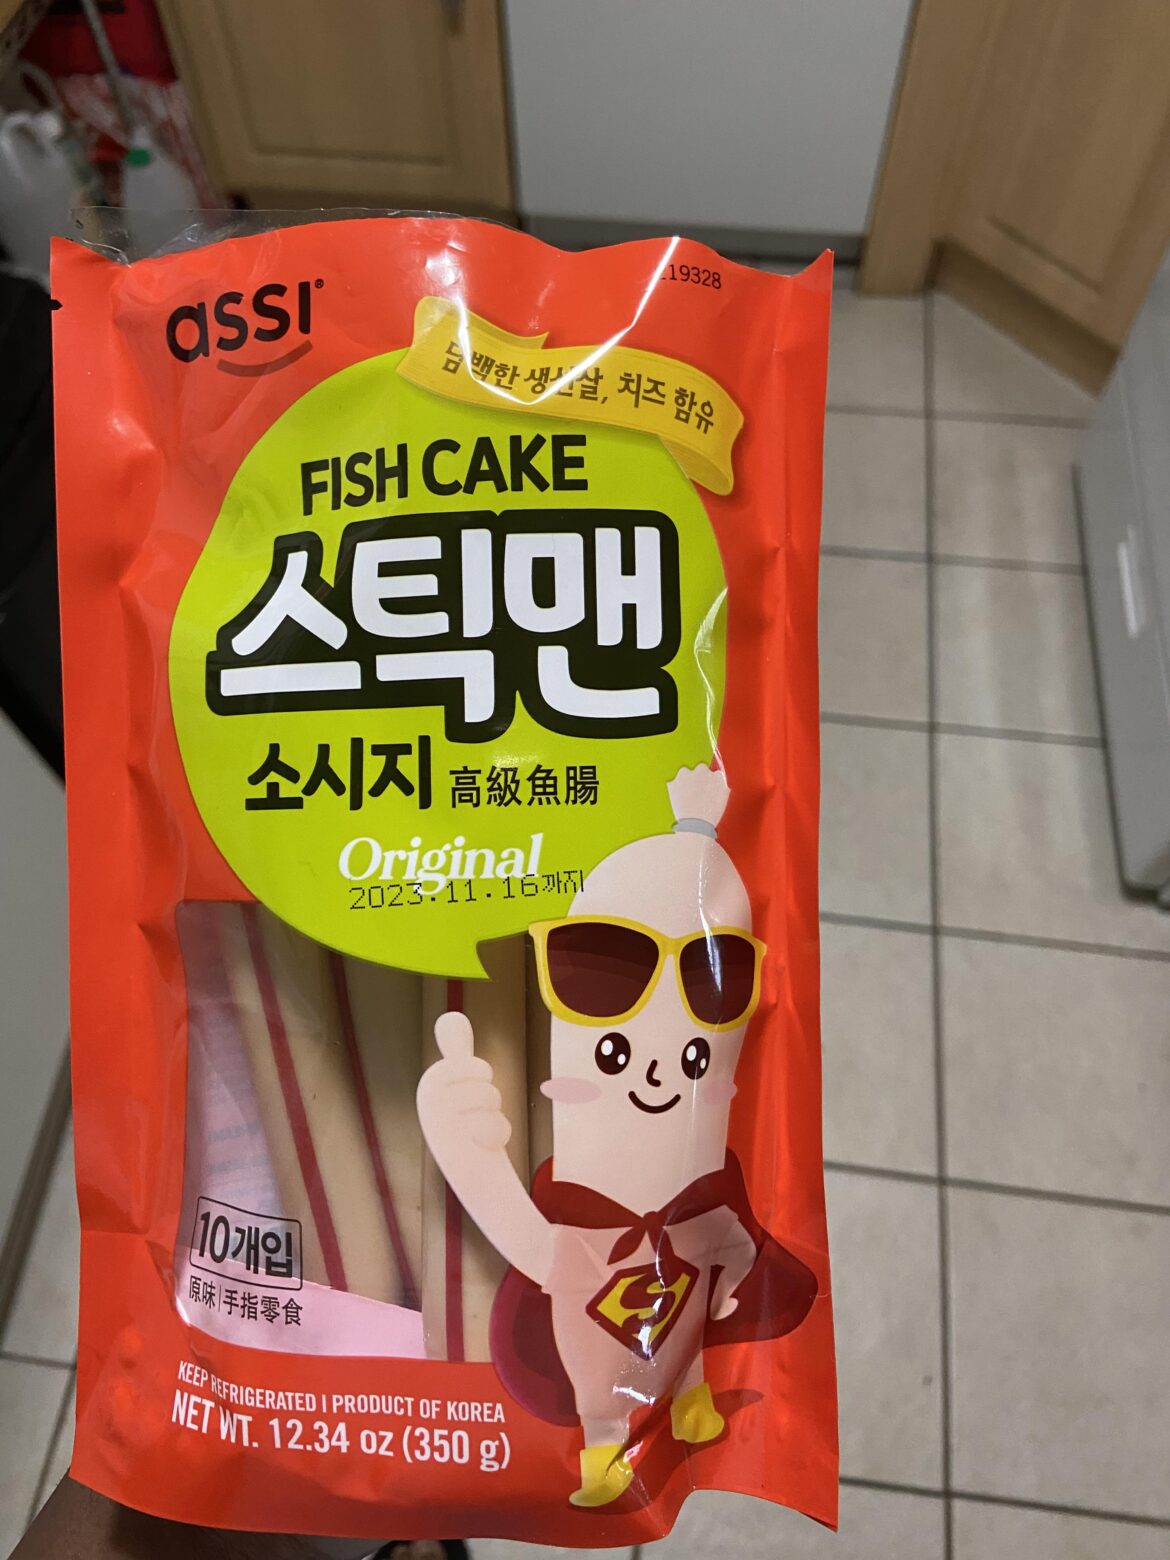 assi®
119328
담백한 생선살, 치즈 함유
FISH CAKE
스틱맨
소시지 高級魚腸
Original
2023.11.16까지
10개입
原味|手指零食
KEEP REFRIGERATED | PRODUCT OF KOREA
NET WT. 12.34 oz (350 g)
S